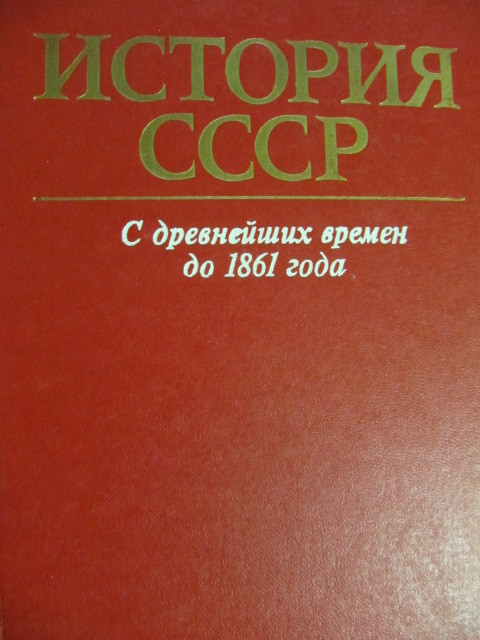 ИСТОРИЯ
СССР
С древнейших времен
до 1861 года